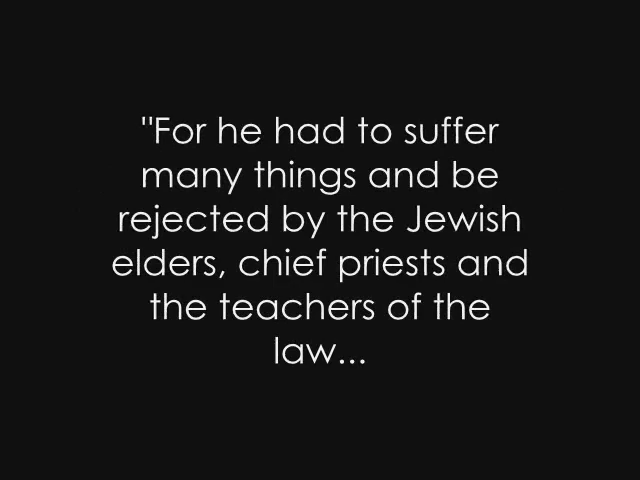 "For he had to suffer
many things and be
rejected by the Jewish
elders, chief priests and
the teachers of the
law...